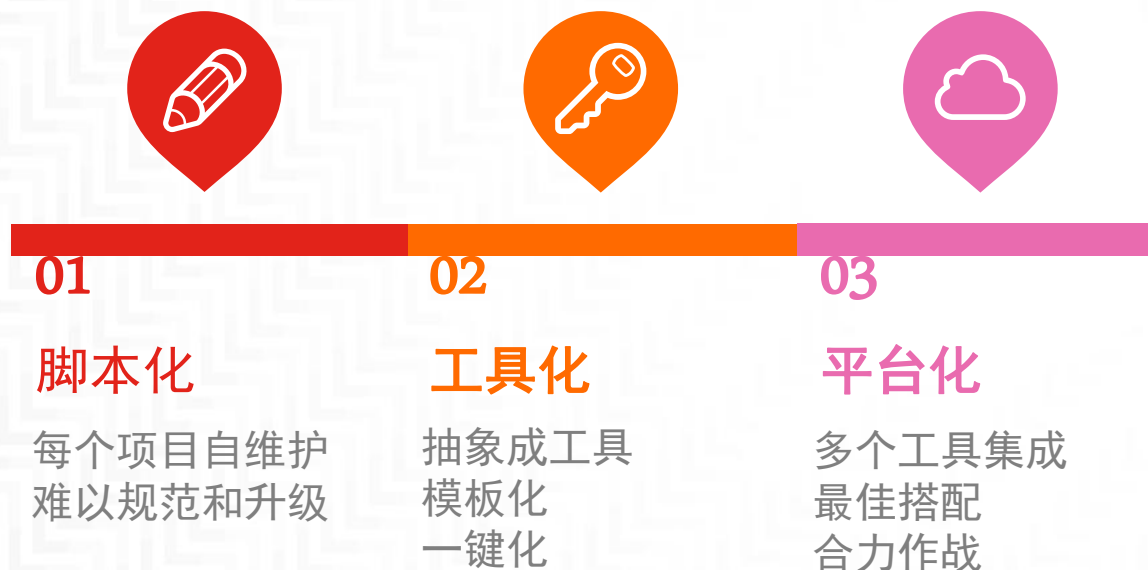 01
脚本化
每个项目自维护
难以规范和升级
02
工具化
抽象成工具
模板化
一键化
03
平台化
多个工具集成
最佳搭配
合力作战